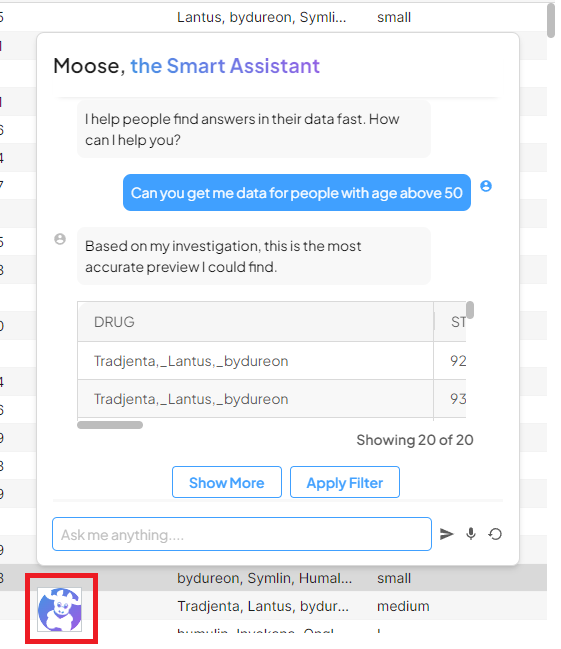 Lantus, bydureon, Symli... small
Moose, the Smart Assistant
I help people find answers in their data fast. How
can I help you?
Can you get me data for people with age above 50
Based on my investigation, this is the most
accurate preview I could find.
DRUG ST
Tradjenta,_Lantus,_bydureon 92
Tradjenta,_Lantus,_bydureon 93
Showing 20 of 20
Show More Apply Filter
Ask me anything....
bydureon, Symlin, Humal... small
Tradjenta, Lantus, bydur... medium